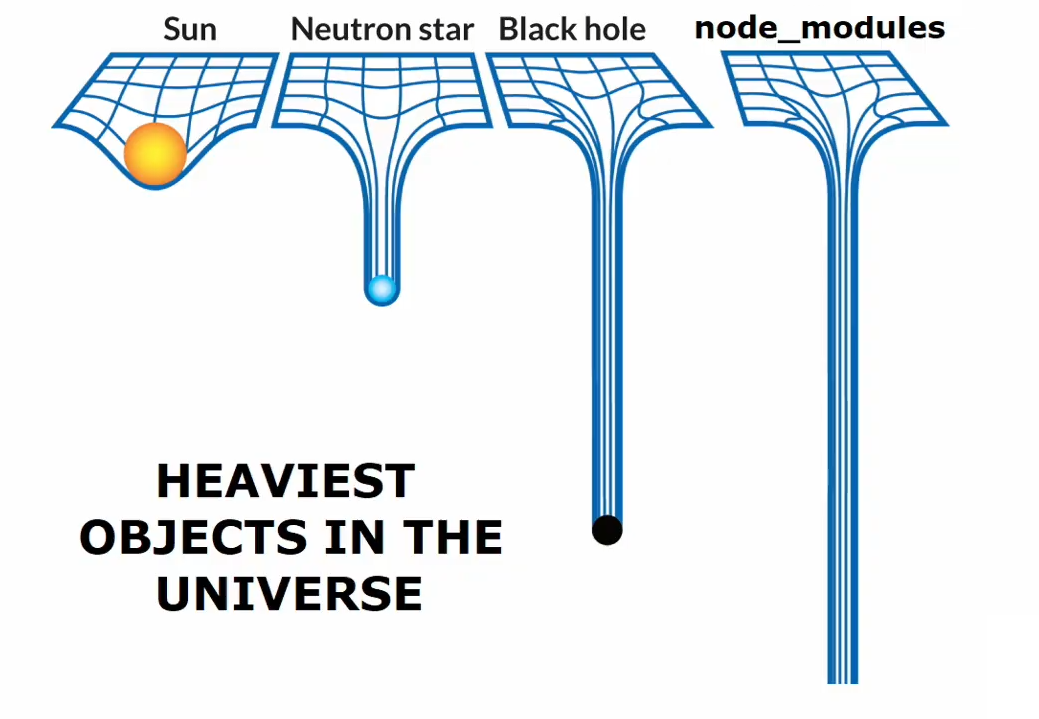 Sun Neutron star Black hole node_modules
HEAVIEST
OBJECTS IN THE
UNIVERSE